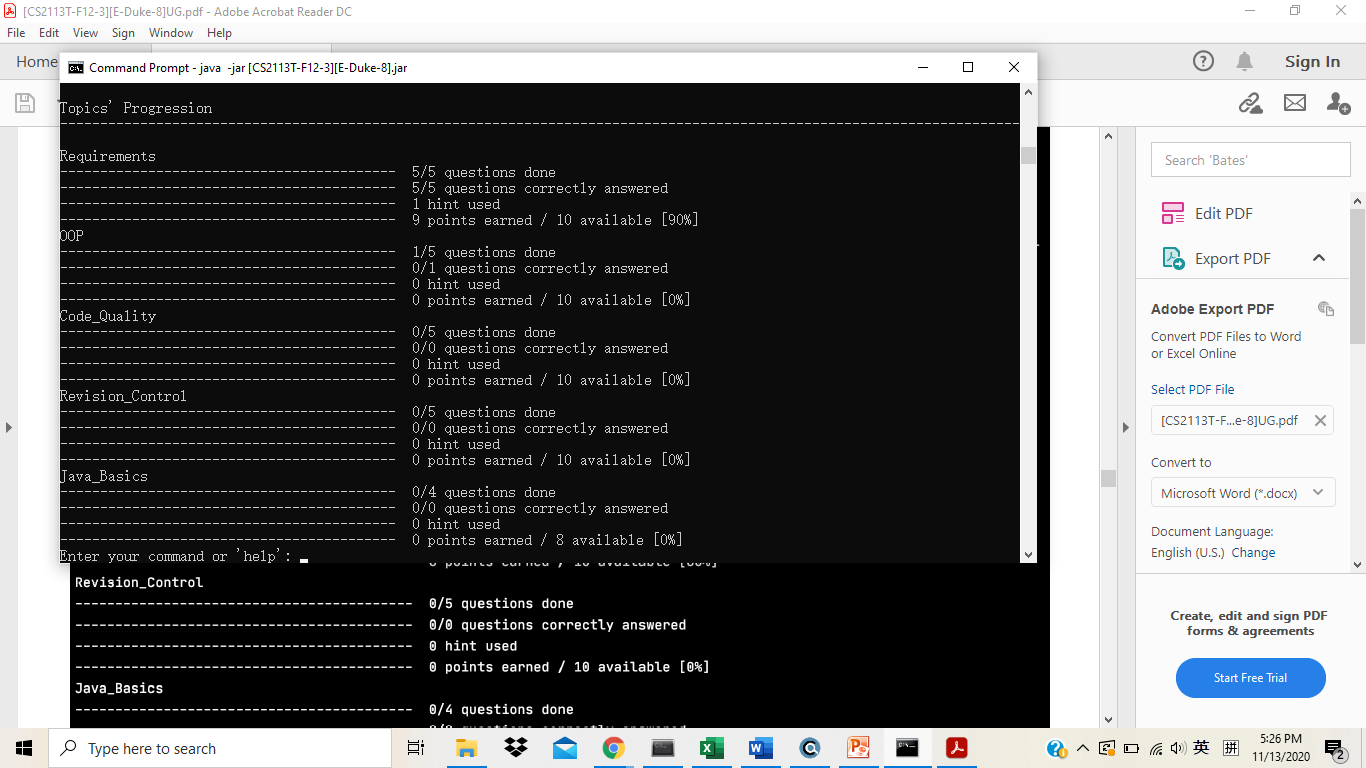 [CS2113T-F12-3][E-Duke-8]UG.pdf - Adobe Acrobat Reader DC
File Edit View Sign Window Help
Home
Sign In
Command Prompt - java -jar [CS2113T-F12-3][E-Duke-8].jar
Topics' Progression
Requirements
---------------------------------------- 5/5 questions done
---------------------------------------- 5/5 questions correctly answered
---------------------------------------- 1 hint used
---------------------------------------- 9 points earned / 10 available [90%]
OOP
---------------------------------------- 1/5 questions done
---------------------------------------- 0/1 questions correctly answered
---------------------------------------- 0 hint used
---------------------------------------- 0 points earned / 10 available [0%]
Code_Quality
---------------------------------------- 0/5 questions done
---------------------------------------- 0/0 questions correctly answered
---------------------------------------- 0 hint used
---------------------------------------- 0 points earned / 10 available [0%]
Revision_Control
---------------------------------------- 0/5 questions done
---------------------------------------- 0/0 questions correctly answered
---------------------------------------- 0 hint used
---------------------------------------- 0 points earned / 10 available [0%]
Java_Basics
---------------------------------------- 0/4 questions done
---------------------------------------- 0/0 questions correctly answered
---------------------------------------- 0 hint used
---------------------------------------- 0 points earned / 8 available [0%]
Enter your command or 'help':
Revision_Control
---------------------------------------- 0/5 questions done
---------------------------------------- 0/0 questions correctly answered
---------------------------------------- 0 hint used
---------------------------------------- 0 points earned / 10 available [0%]
Java_Basics
---------------------------------------- 0/4 questions done
Search 'Bates'
Edit PDF
Export PDF
Adobe Export PDF
Convert PDF Files to Word
or Excel Online
Select PDF File
[CS2113T-F...e-8]UG.pdf
Convert to
Microsoft Word (*.docx)
Document Language:
English (U.S.) Change
Create, edit and sign PDF
forms & agreements
Start Free Trial
Type here to search
英
拼
5:26 PM
11/13/2020
2